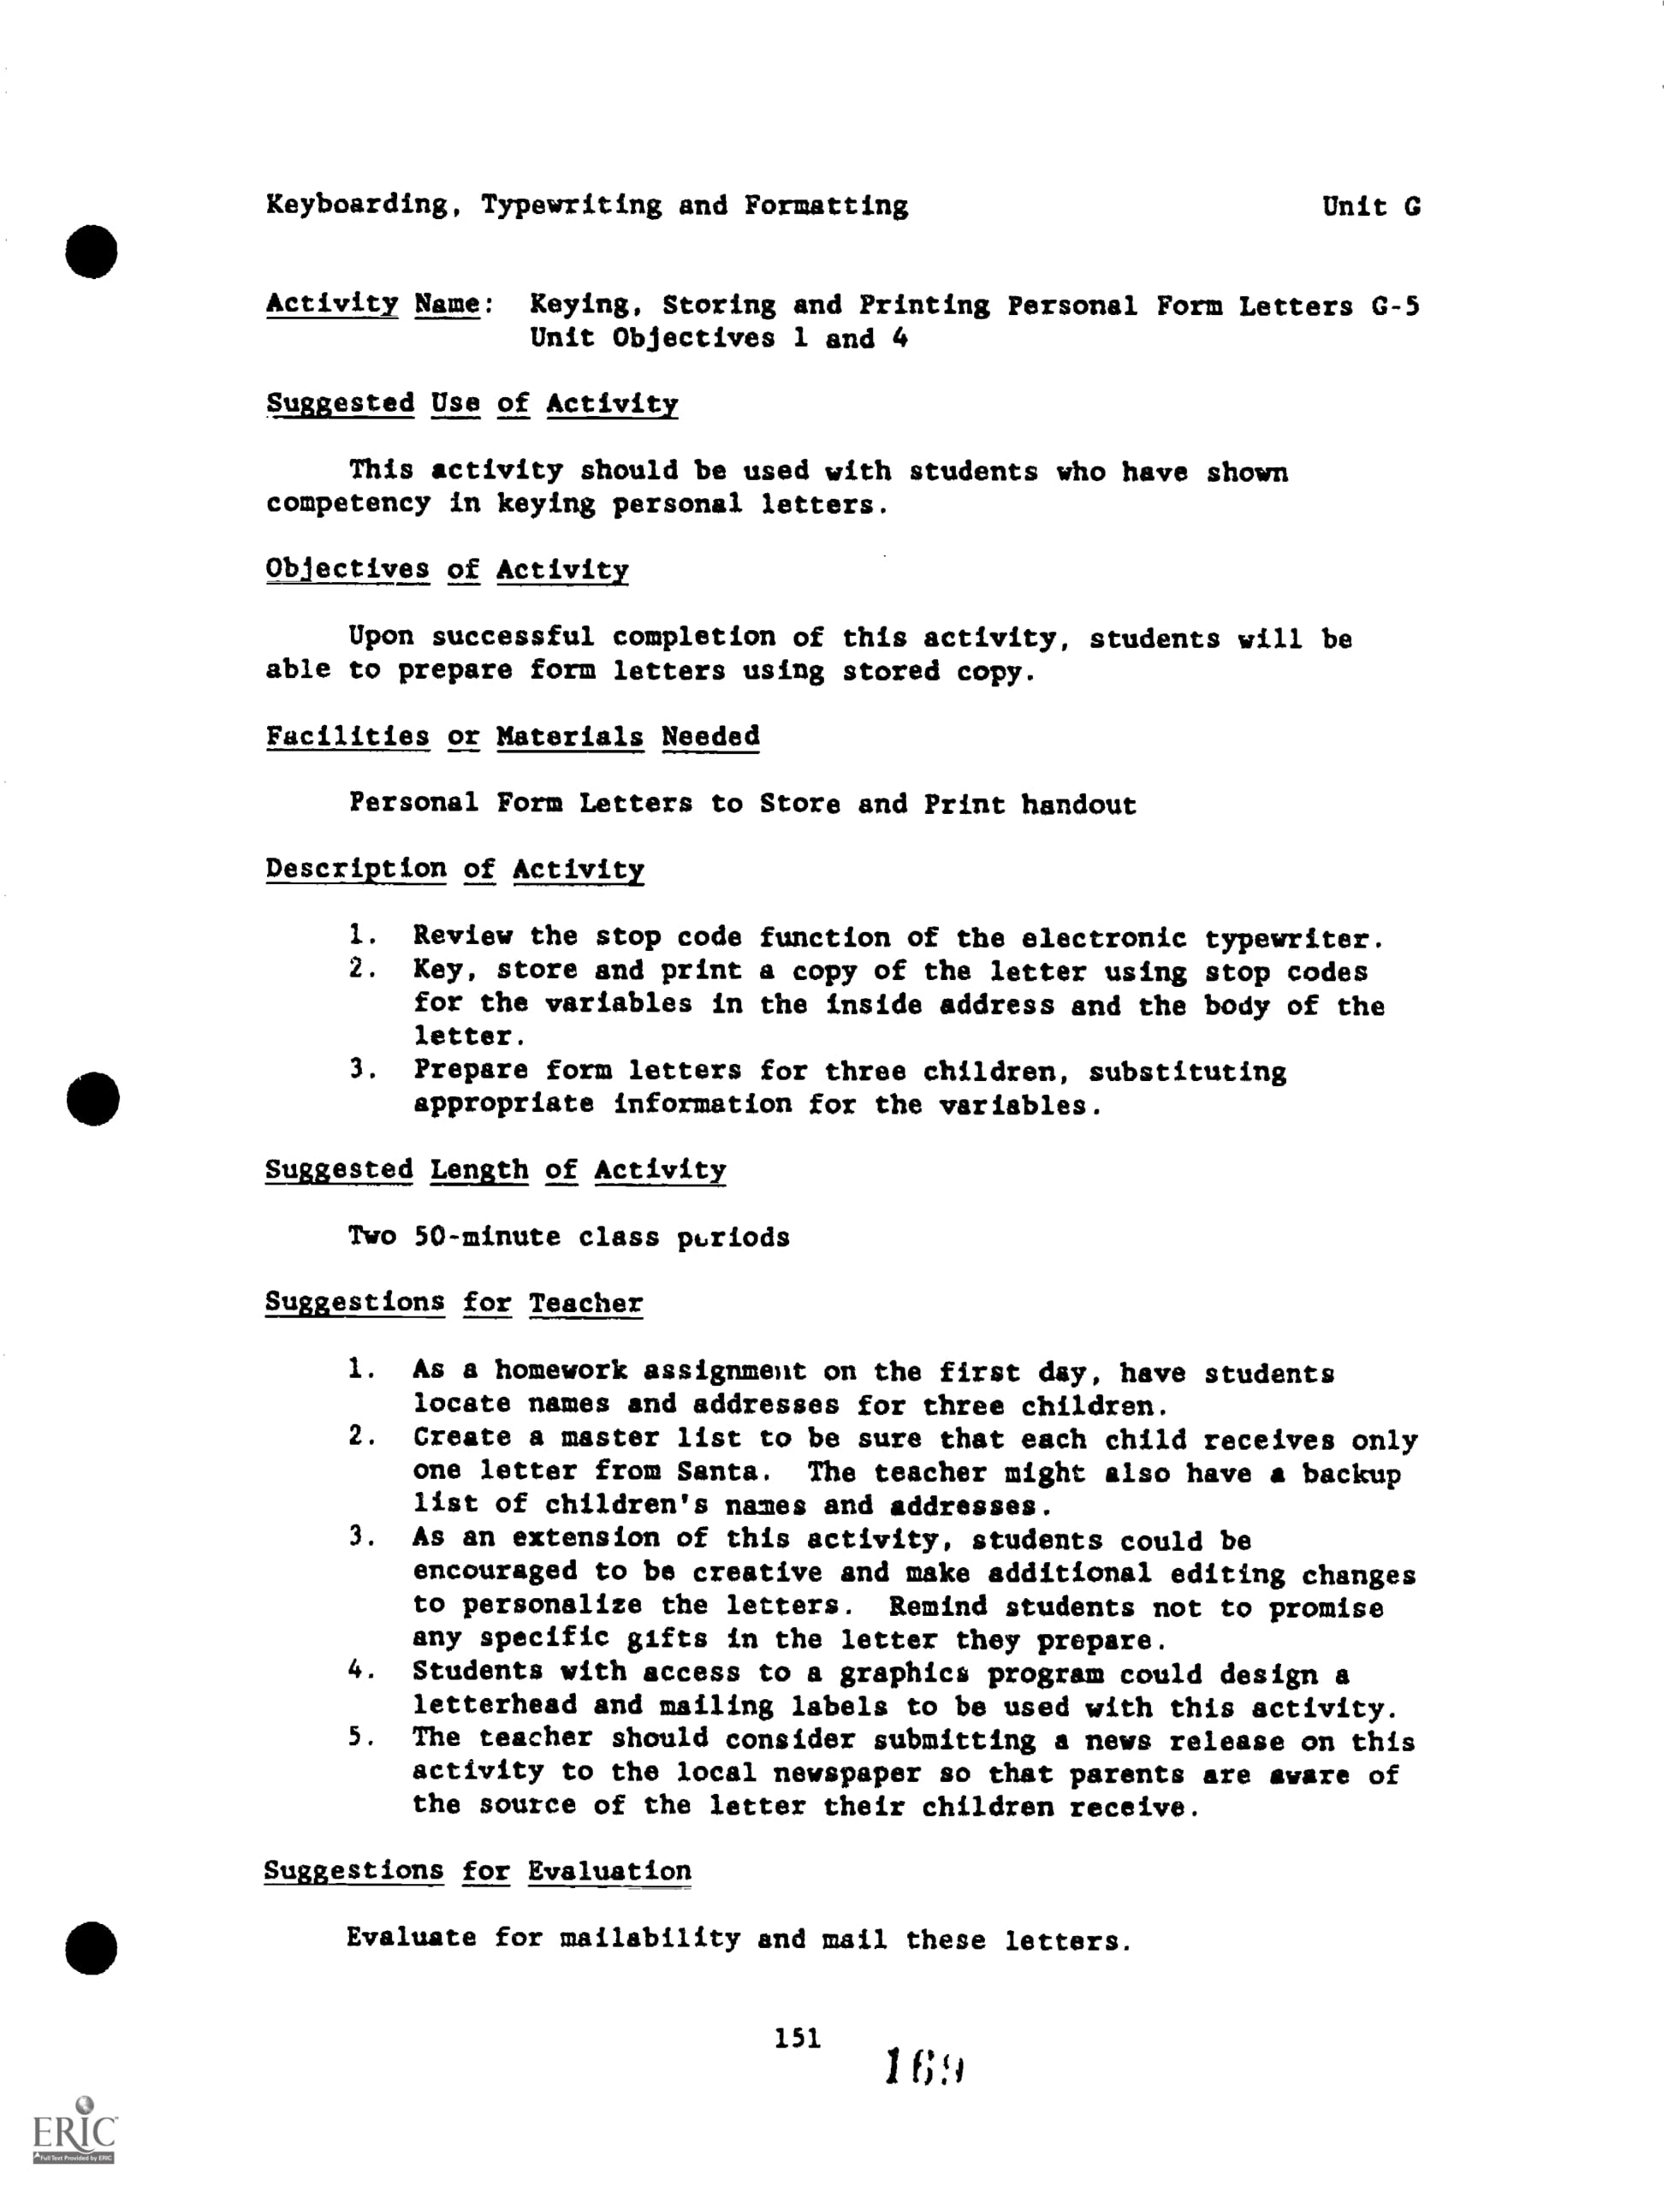 Keyboarding, Typewriting and Formatting Unit G
Activity Name: Keying, Storing and Printing Personal Form Letters G-5
Unit Objectives 1 and 4
Suggested Use of Activity
This activity should be used with students who have shown
competency in keying personal letters.
Objectives of Activity
Upon successful completion of this activity, students will be
able to prepare form letters using stored copy.
Facilities or Materials Needed
Personal Form Letters to Store and Print handout
Description of Activity
1. Review the stop code function of the electronic typewriter.
2. Key, store and print a copy of the letter using stop codes
for the variables in the inside address and the body of the
letter.
3. Prepare form letters for three children, substituting
appropriate information for the variables.
Suggested Length of Activity
Two 50-minute class periods
Suggestions for Teacher
1. As a homework assignment on the first day, have students
locate names and addresses for three children.
2. Create a master list to be sure that each child receives only
one letter from Santa. The teacher might also have a backup
list of children's names and addresses.
3. As an extension of this activity, students could be
encouraged to be creative and make additional editing changes
to personalize the letters. Remind students not to promise
any specific gifts in the letter they prepare.
4. Students with access to a graphics program could design a
letterhead and mailing labels to be used with this activity.
5. The teacher should consider submitting a news release on this
activity to the local newspaper so that parents are aware of
the source of the letter their children receive.
Suggestions for Evaluation
Evaluate for mailability and mail these letters.
151
169
ERIC
Full Text Provided by ERIC